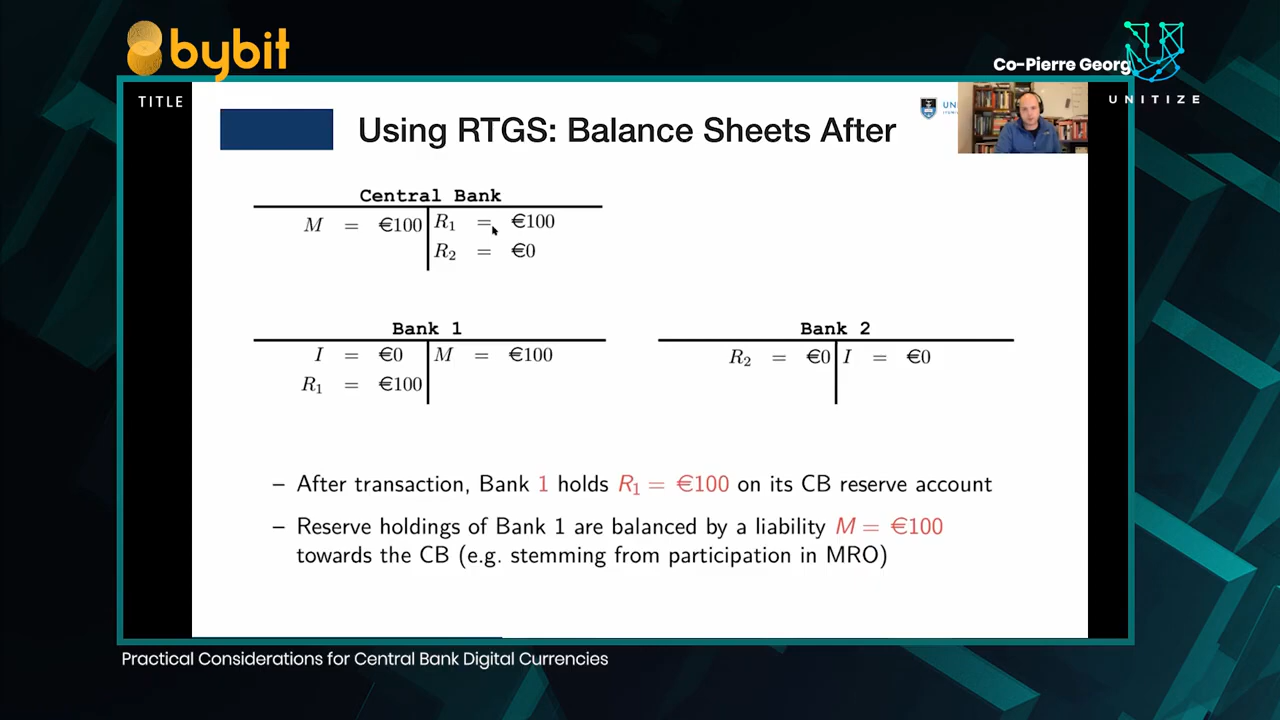 bybit
Co-Pierre Georg
UNITIZE
TITLE
UN
Using RTGS: Balance Sheets After
Central Bank
M = €100 R1 = €100
R2 = €0
Bank 1
I = €0 M = €100
R1 = €100
Bank 2
R2 = €0 I = €0
– After transaction, Bank 1 holds R1 = €100 on its CB reserve account
– Reserve holdings of Bank 1 are balanced by a liability M = €100
towards the CB (e.g. stemming from participation in MRO)
Practical Considerations for Central Bank Digital Currencies